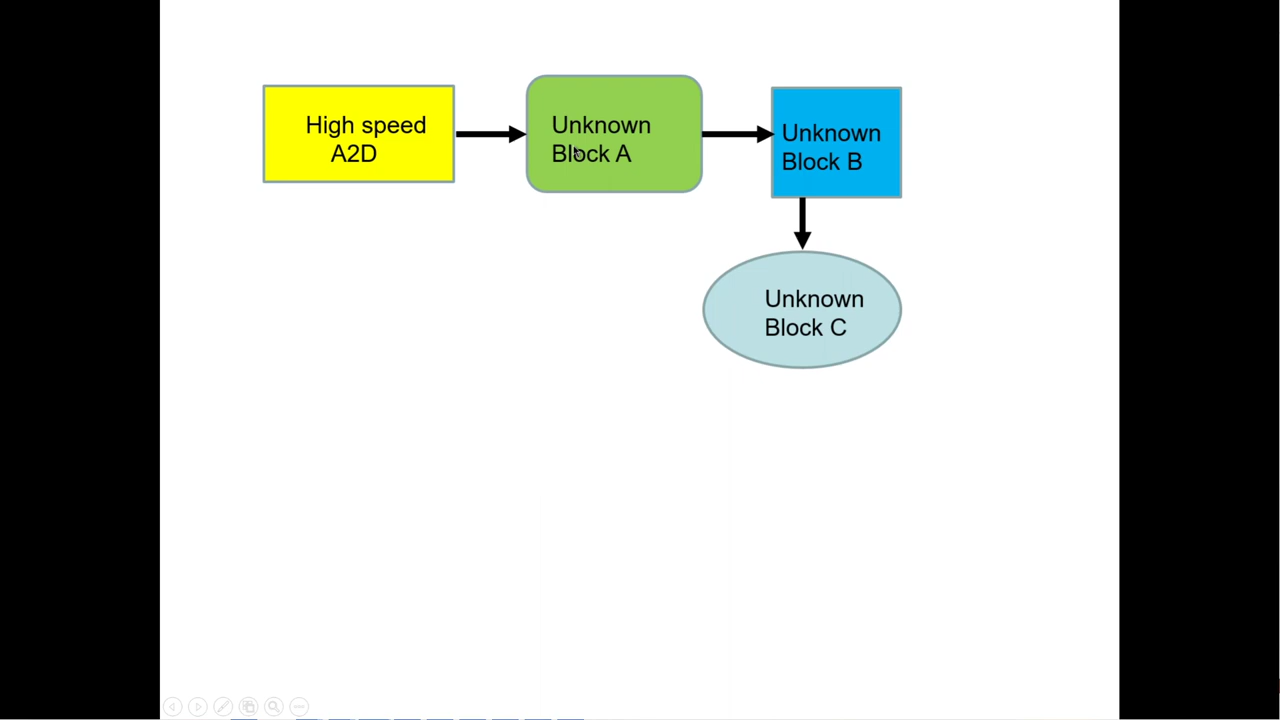 High speed
A2D
Unknown
Block A
Unknown
Block B
Unknown
Block C